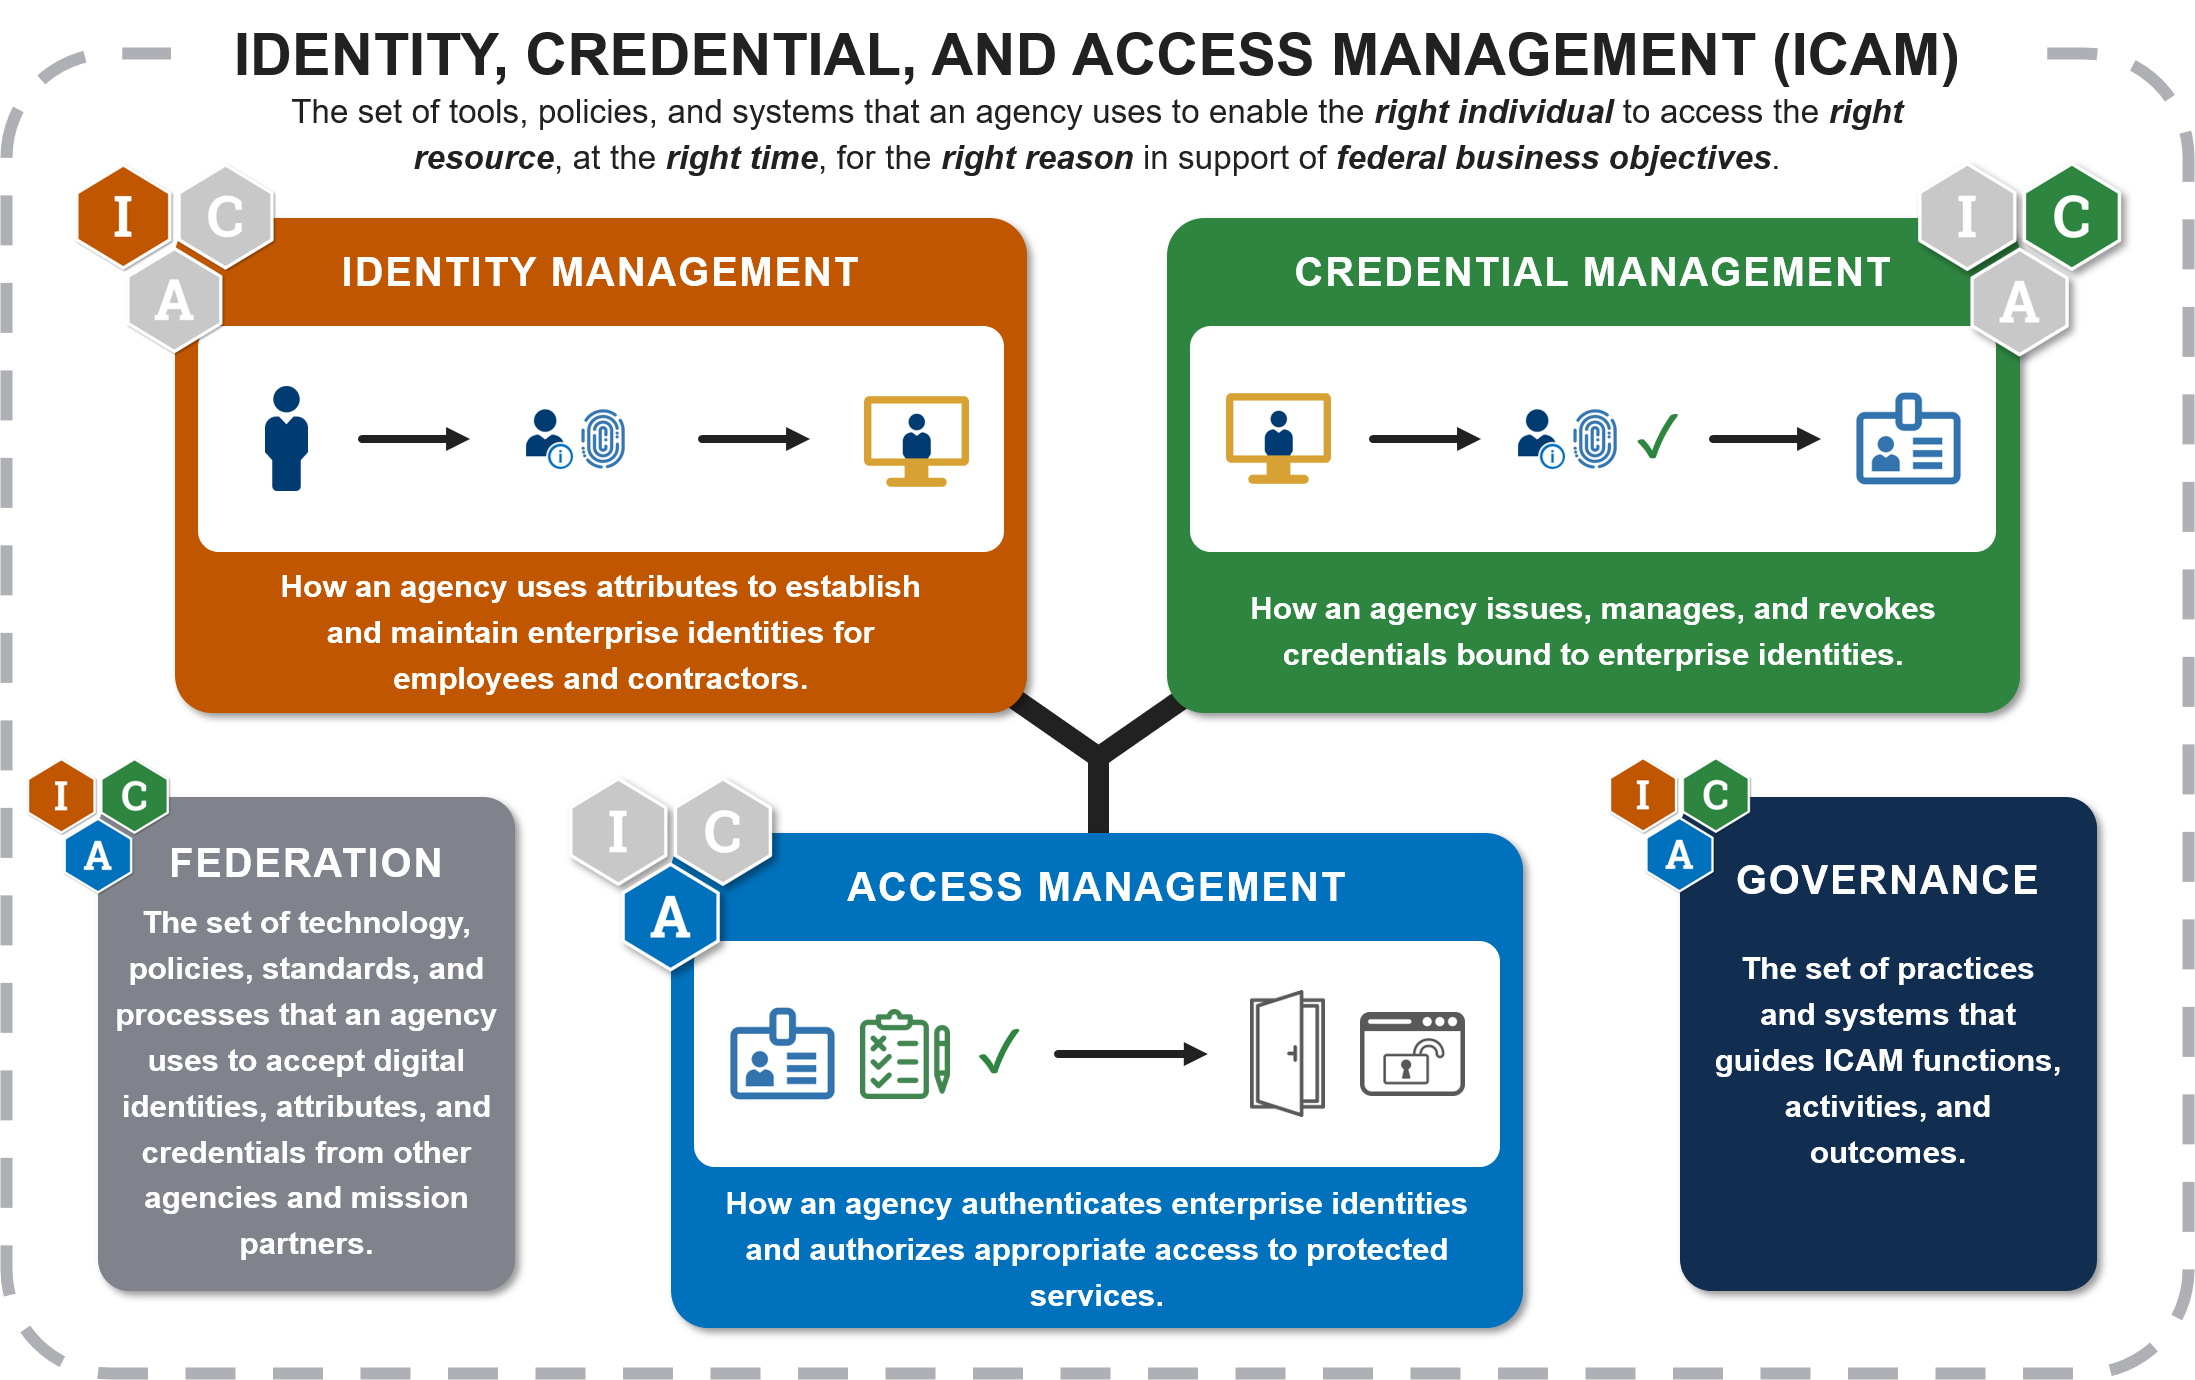 IDENTITY, CREDENTIAL, AND ACCESS MANAGEMENT (ICAM)
The set of tools, policies, and systems that an agency uses to enable the right individual to access the right
resource, at the right time, for the right reason in support of federal business objectives.
I C
A
IDENTITY MANAGEMENT
i
How an agency uses attributes to establish
and maintain enterprise identities for
employees and contractors.
I C
A
CREDENTIAL MANAGEMENT
i
How an agency issues, manages, and revokes
credentials bound to enterprise identities.
I C
A
FEDERATION
The set of technology,
policies, standards, and
processes that an agency
uses to accept digital
identities, attributes, and
credentials from other
agencies and mission
partners.
I C
A
ACCESS MANAGEMENT
How an agency authenticates enterprise identities
and authorizes appropriate access to protected
services.
I C
A
GOVERNANCE
The set of practices
and systems that
guides ICAM functions,
activities, and
outcomes.